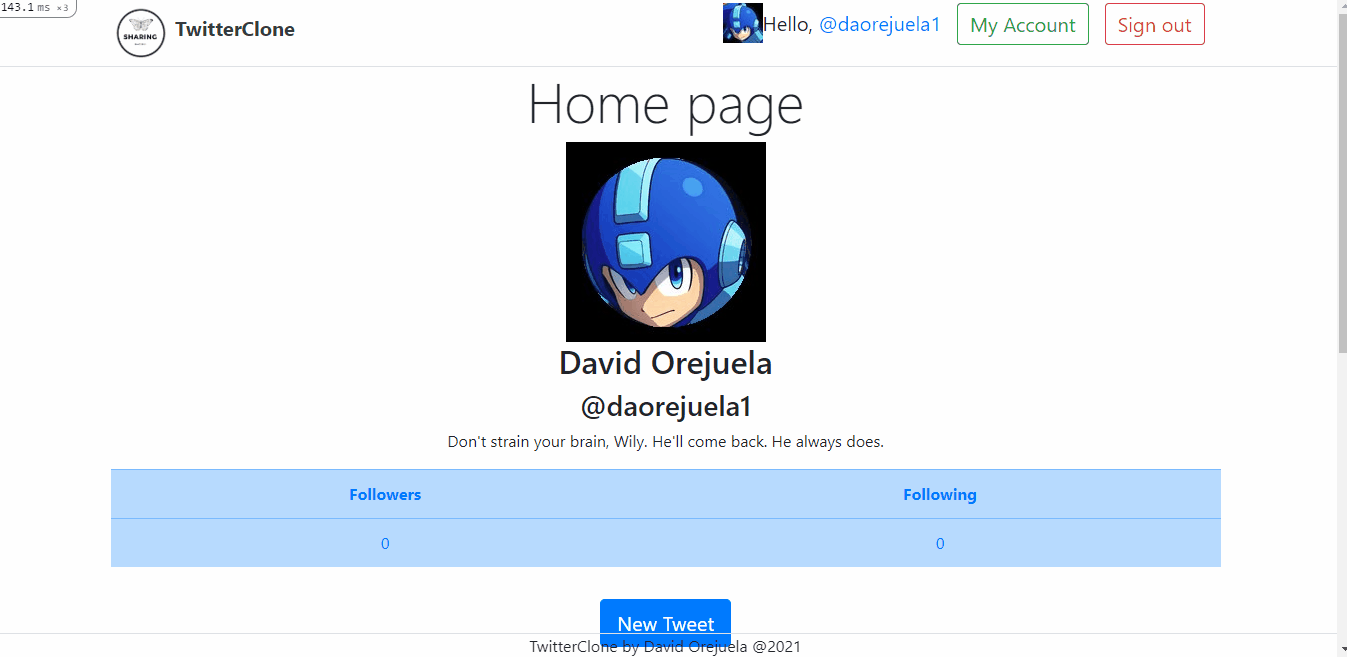 143.1 ms ×3
SHARING
TwitterClone
Hello, @daorejuela1
My Account
Sign out
Home page
David Orejuela
@daorejuela1
Don't strain your brain, Wily. He'll come back. He always does.
Followers Following
0 0
New Tweet
TwitterClone by David Orejuela @2021